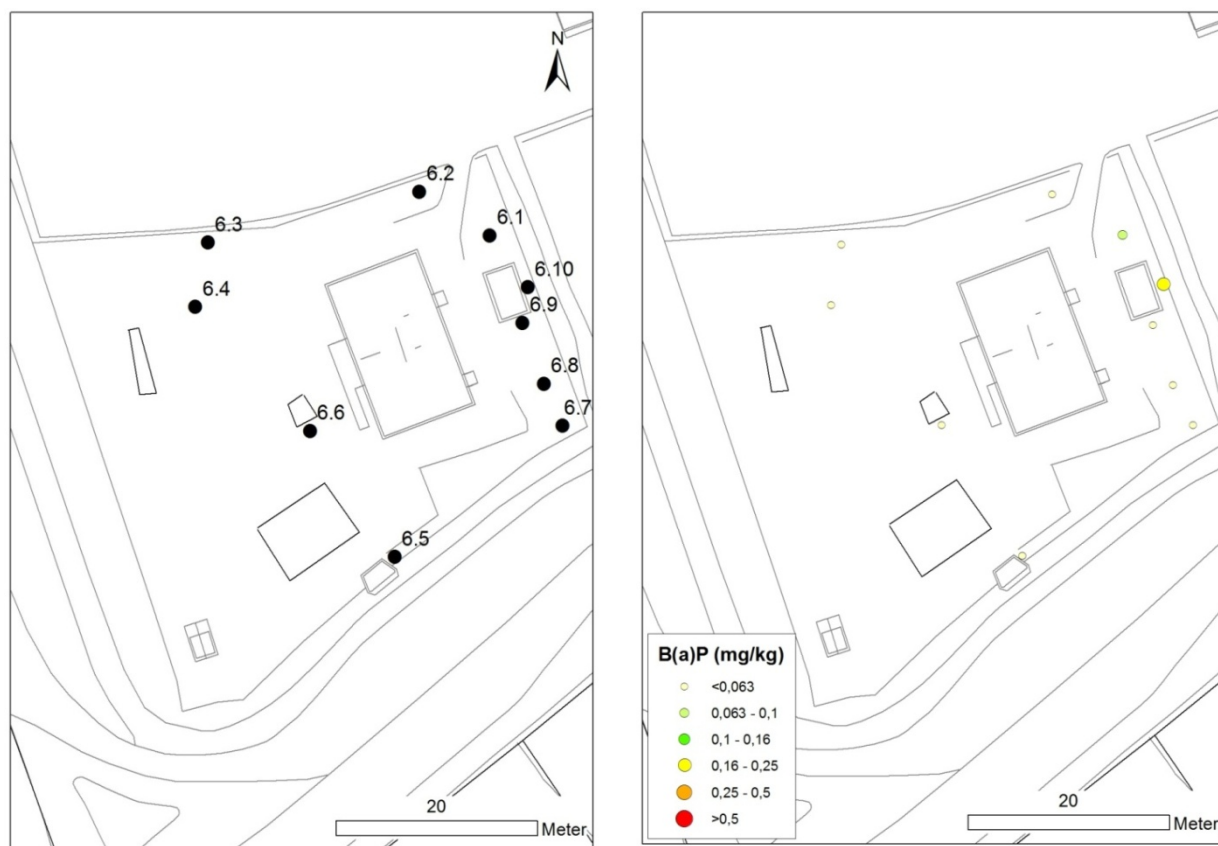 N
6.2
6.3
6.1
6.10
6.4
6.9
6.8
6.7
6.6
6.5
20
Meter
B(a)P (mg/kg)
<0,063
0,063 - 0,1
0,1 - 0,16
0,16 - 0,25
0,25 - 0,5
>0,5
20
Meter